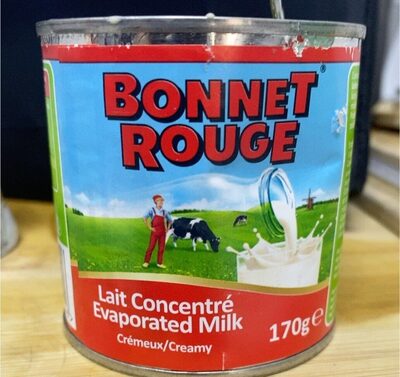 BONNET®
ROUGE
Lait Concentré
Evaporated Milk
Crémeux/Creamy
170g℮